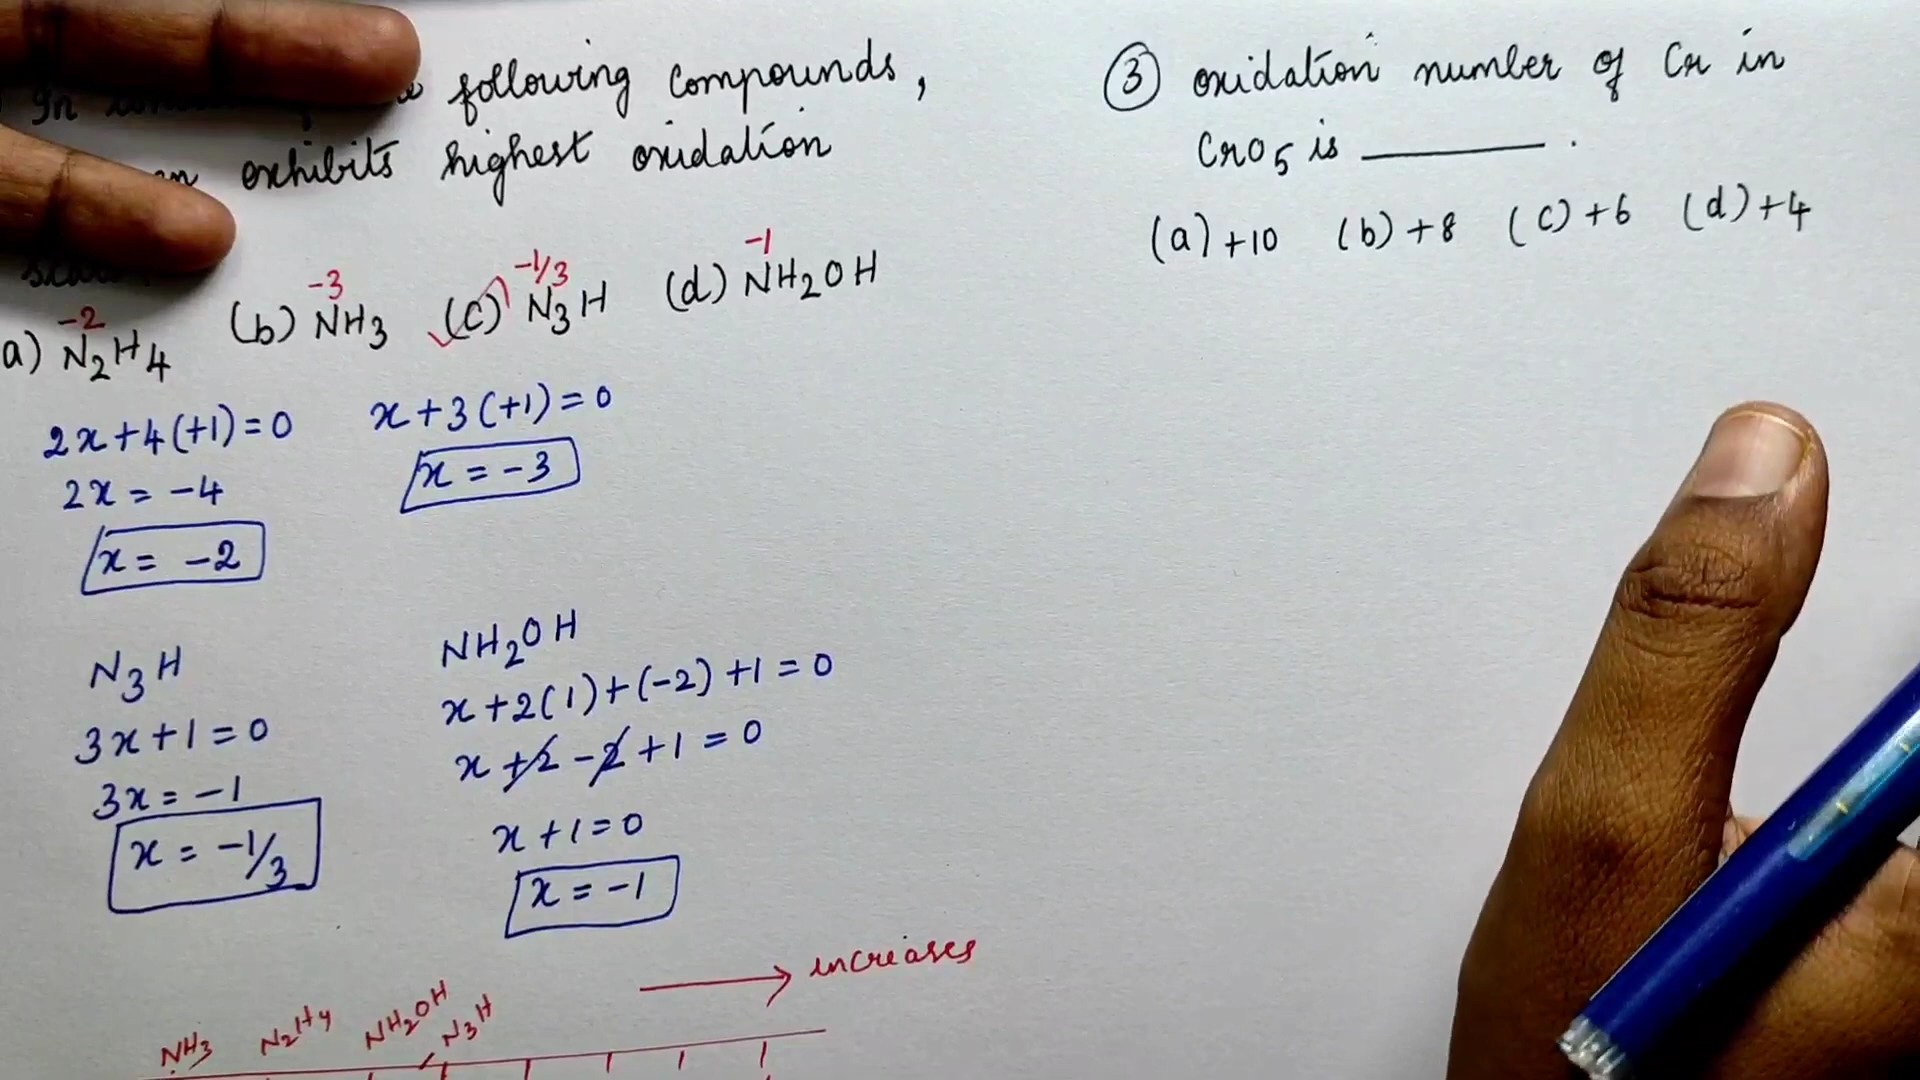 In following compounds,
exhibits highest oxidation
-2 -3 -1/3 -1
a) N2H4 (b) NH3 (c) N3H (d) NH2OH
2x+4(+1)=0 x+3(+1)=0
2x = -4 x = -3
x = -2
N3H NH2OH
3x+1=0 x+2(1)+(-2)+1=0
3x=-1 x+2-2+1=0
x = -1/3 x+1=0
x = -1
increases
NH3 N2H4 NH2OH N3H
③ oxidation number of Cr in
CrO5 is ______.
(a)+10 (b)+8 (c)+6 (d)+4